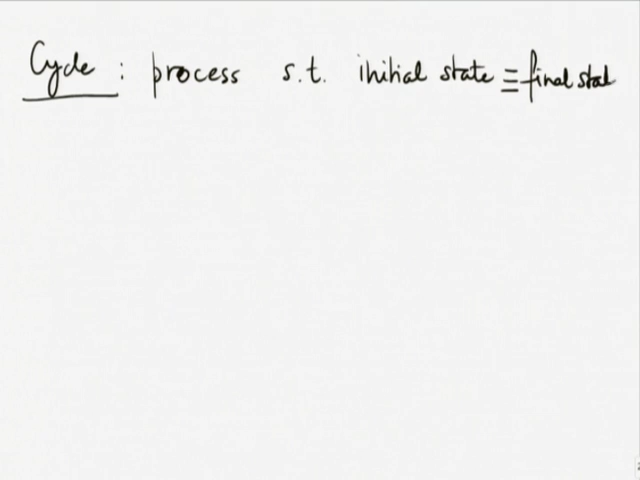 Cycle : process s.t. initial state ≡ final stat